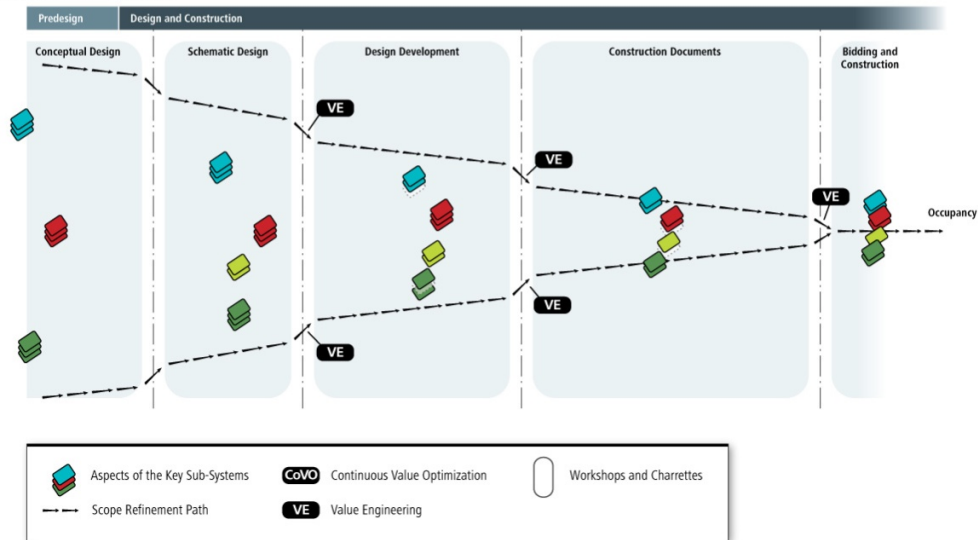 Predesign
Design and Construction
Conceptual Design
Schematic Design
Design Development
Construction Documents
Bidding and
Construction
VE
VE
VE
Occupancy
VE
VE
Aspects of the Key Sub-Systems
CoVO
Continuous Value Optimization
Workshops and Charrettes
Scope Refinement Path
VE
Value Engineering